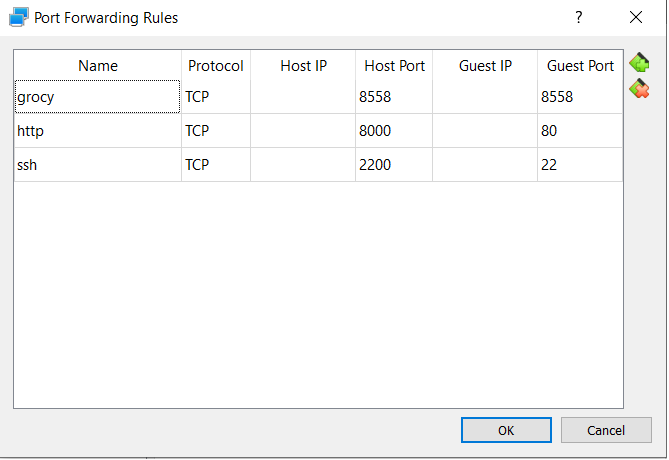 Port Forwarding Rules ?
Name Protocol Host IP Host Port Guest IP Guest Port
grocy TCP 8558 8558
http TCP 8000 80
ssh TCP 2200 22
OK Cancel